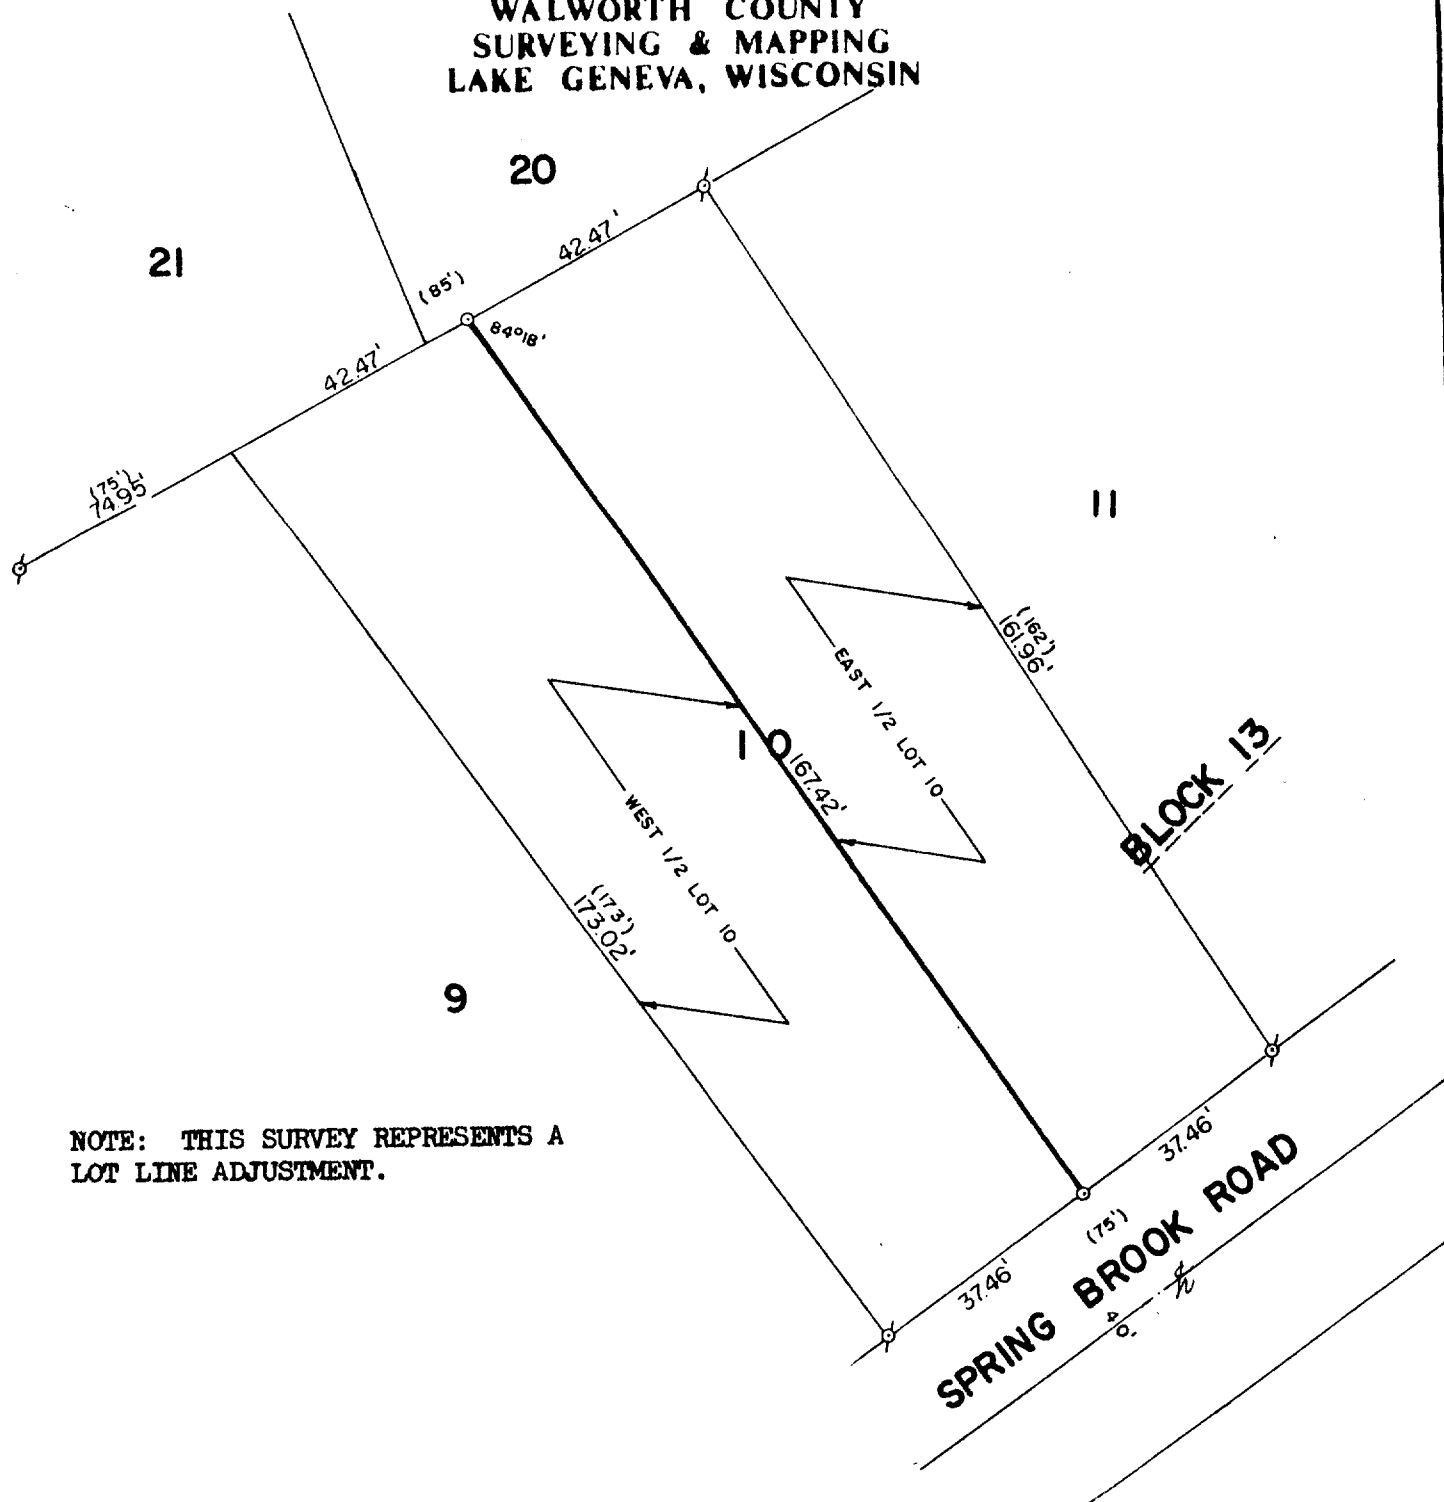 WALWORTH COUNTY
SURVEYING & MAPPING
LAKE GENEVA, WISCONSIN
20
21
42.47'
(85')
84°18'
42.47'
(75')
74.95'
11
(162')
161.96'
EAST 1/2 LOT 10
10
167.42'
BLOCK 13
WEST 1/2 LOT 10
(173')
173.02'
9
NOTE: THIS SURVEY REPRESENTS A
LOT LINE ADJUSTMENT.
37.46'
(75')
37.46'
SPRING BROOK ROAD
40'